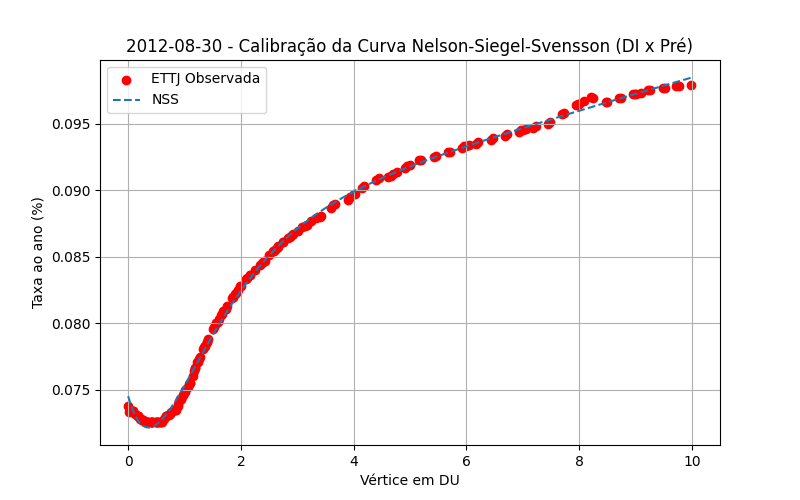 2012-08-30 - Calibração da Curva Nelson-Siegel-Svensson (DI x Pré)
ETTJ Observada
NSS
Taxa ao ano (%)
0.095
0.090
0.085
0.080
0.075
0 2 4 6 8 10
Vértice em DU